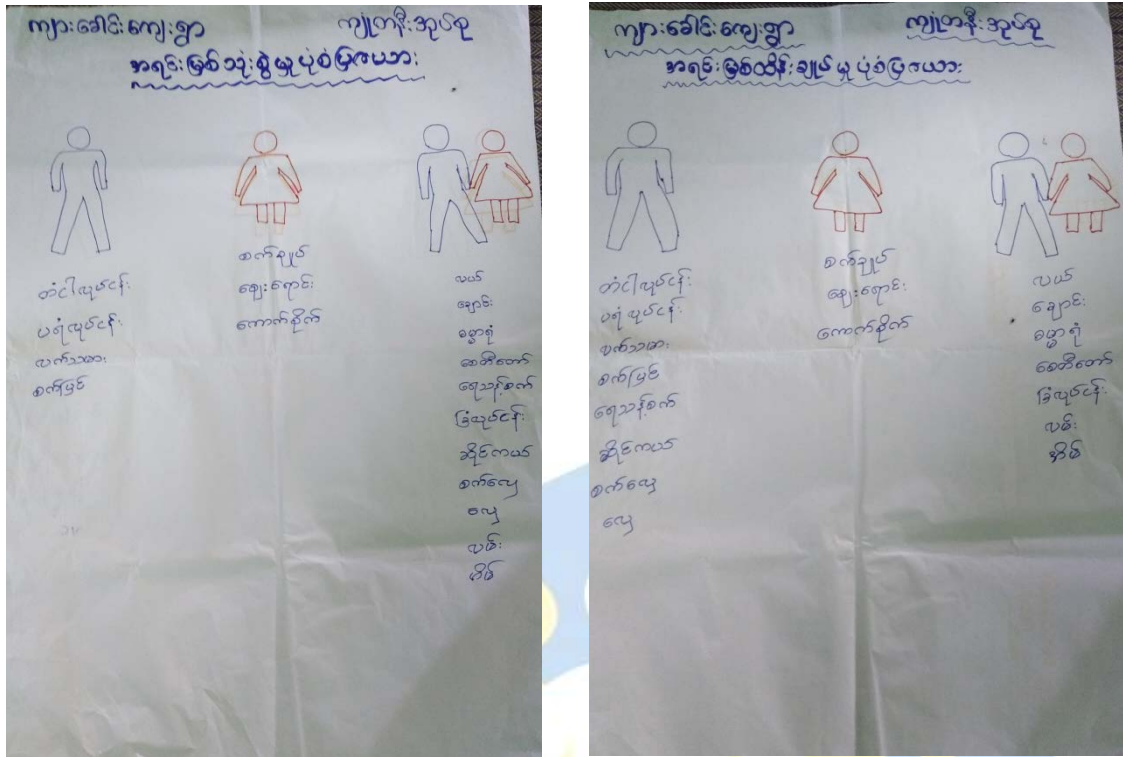 ကျားခေါင်းကျေးရွာ ကျုံတနီးအုပ်စု
အရင်းမြစ်သုံးစွဲမှုပုံစံပြဇယား
တံငါလုပ်ငန်း
ပရံလုပ်ငန်း
လက်သမား
စက်ပြင်
စက်ချုပ်
ဈေးရောင်း
ကောက်စိုက်
လယ်
ချောင်း
ဓမ္မာရုံ
စေတီတော်
ရေသန့်စက်
ခြံလုပ်ငန်း
ဆိုင်ကယ်
စက်လှေ
လှေ
လမ်း
အိမ်
ကျားခေါင်းကျေးရွာ ကျုံတနီးအုပ်စု
အရင်းမြစ်ထိန်းချုပ်မှုပုံစံပြဇယား
တံငါလုပ်ငန်း
ပရံလုပ်ငန်း
လက်သမား
စက်ပြင်
ရေသန့်စက်
ဆိုင်ကယ်
စက်လှေ
လှေ
စက်ချုပ်
ဈေးရောင်း
ကောက်စိုက်
လယ်
ချောင်း
ဓမ္မာရုံ
စေတီတော်
ခြံလုပ်ငန်း
လမ်း
အိမ်